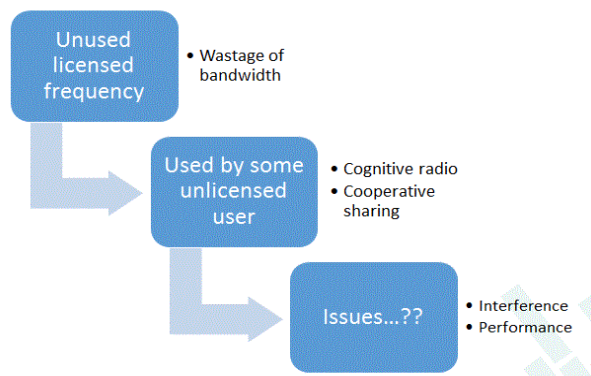 Unused
licensed
frequency
• Wastage of
bandwidth
Used by some
unlicensed
user
• Cognitive radio
• Cooperative
sharing
Issues...??
• Interference
• Performance